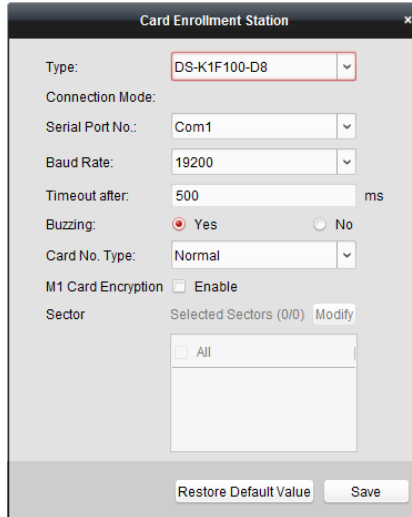 Card Enrollment Station ×
Type: DS-K1F100-D8
Connection Mode:
Serial Port No.: Com1
Baud Rate: 19200
Timeout after: 500 ms
Buzzing: Yes No
Card No. Type: Normal
M1 Card Encryption Enable
Sector Selected Sectors (0/0) Modify
All
Restore Default Value Save